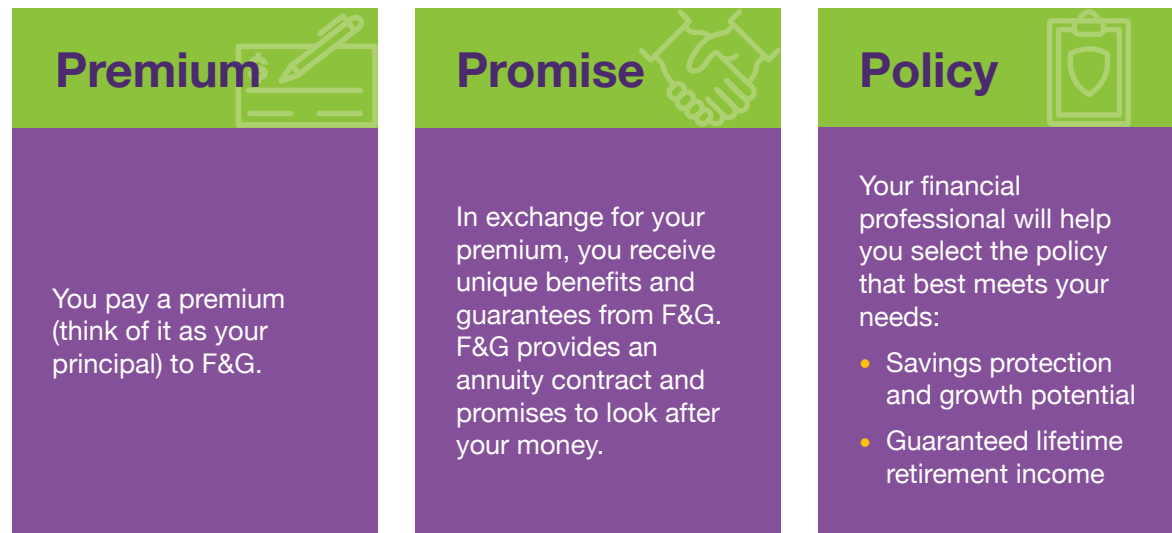 Premium
You pay a premium
(think of it as your
principal) to F&G.
Promise
In exchange for your
premium, you receive
unique benefits and
guarantees from F&G.
F&G provides an
annuity contract and
promises to look after
your money.
Policy
Your financial
professional will help
you select the policy
that best meets your
needs:
• Savings protection
and growth potential
• Guaranteed lifetime
retirement income